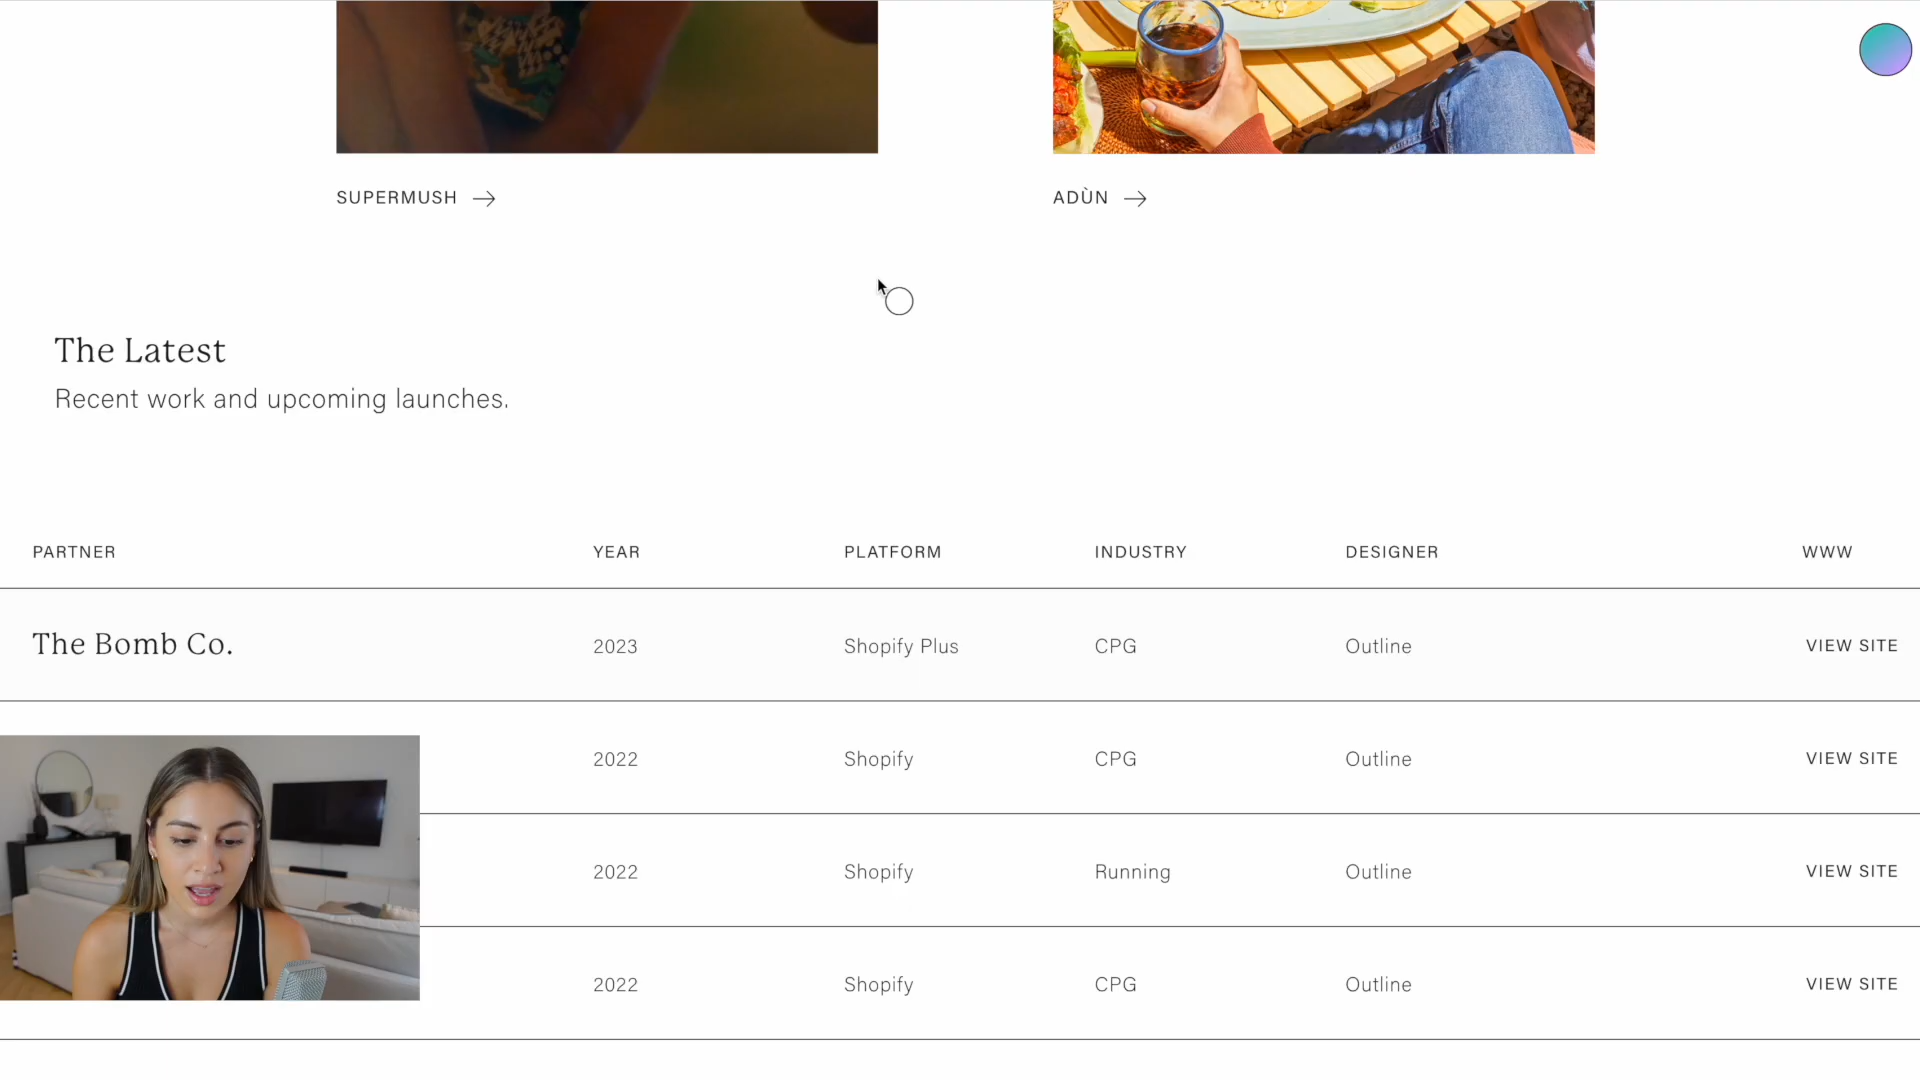 SUPERMUSH
ADÙN
The Latest
Recent work and upcoming launches.
PARTNER YEAR PLATFORM INDUSTRY DESIGNER WWW
The Bomb Co. 2023 Shopify Plus CPG Outline VIEW SITE
2022 Shopify CPG Outline VIEW SITE
2022 Shopify Running Outline VIEW SITE
2022 Shopify CPG Outline VIEW SITE